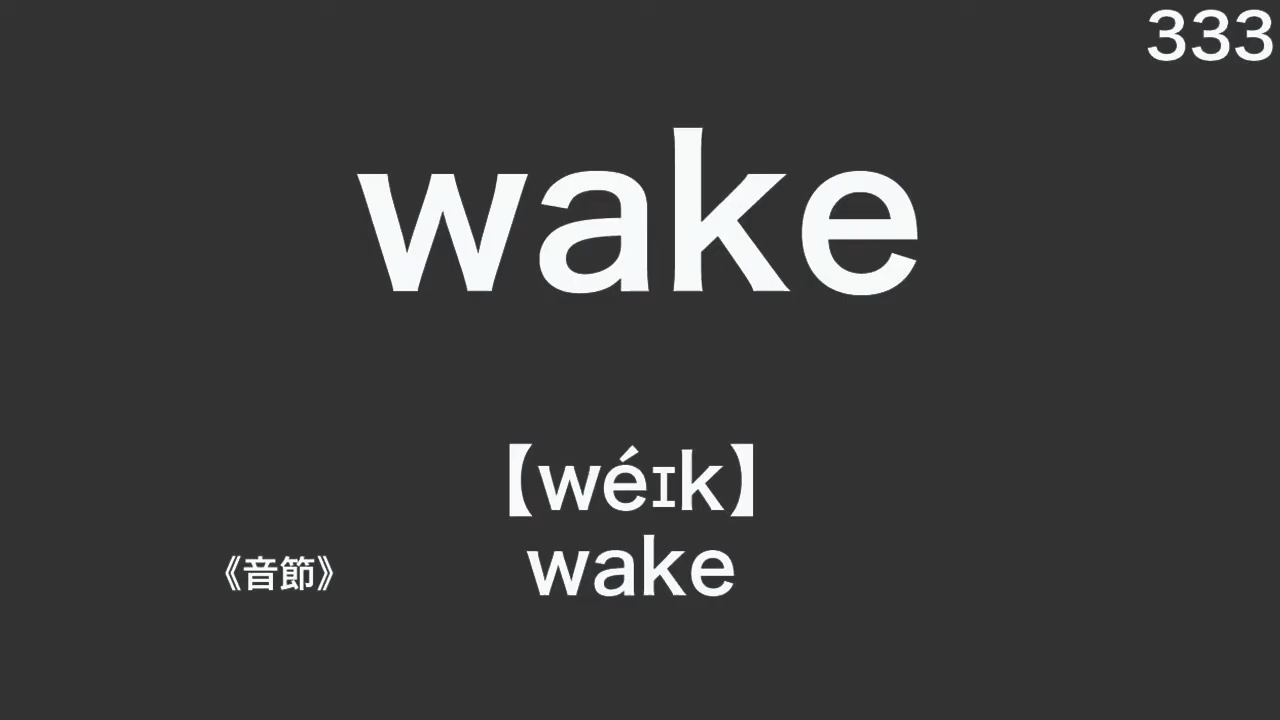 333
wake
【wéɪk】
《音節》 wake